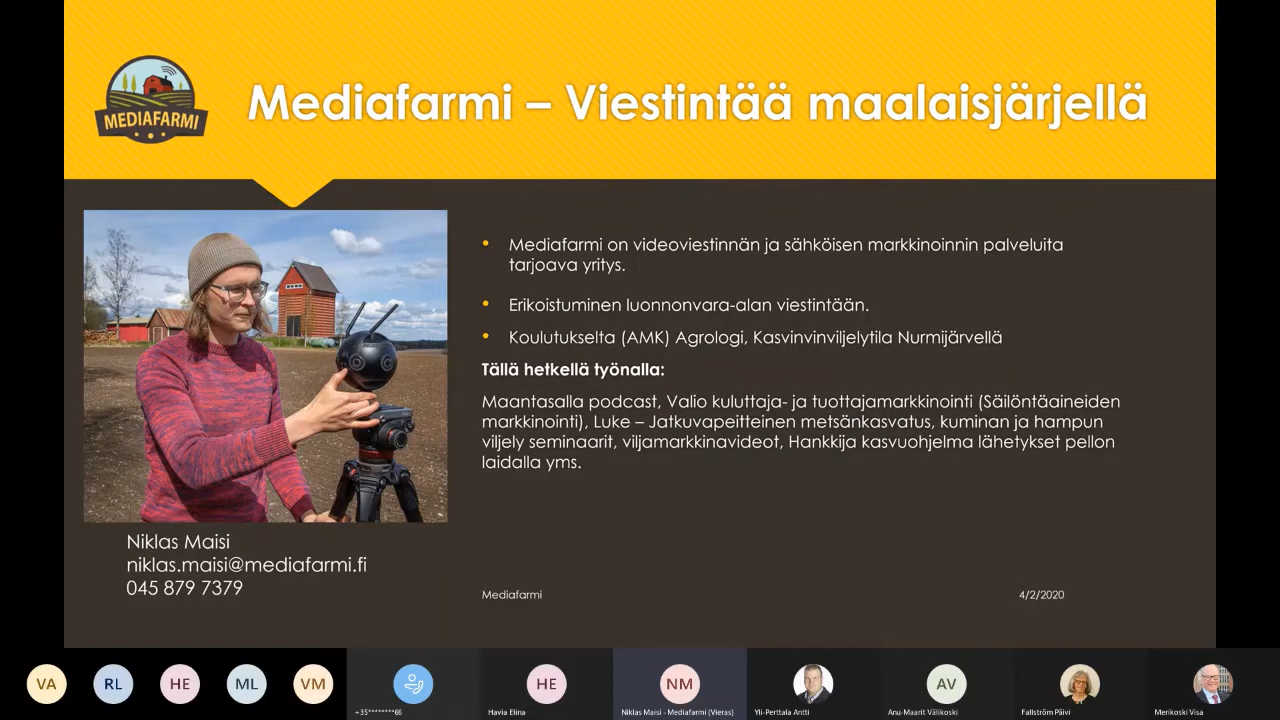 MEDIAFARMI
Mediafarmi – Viestintää maalaisjärjellä
• Mediafarmi on videoviestinnän ja sähköisen markkinoinnin palveluita
tarjoava yritys.
• Erikoistuminen luonnonvara-alan viestintään.
• Koulutukselta (AMK) Agrologi, Kasvinvinviljelytila Nurmijärvellä
Tällä hetkellä työnalla:
Maantasalla podcast, Valio kuluttaja- ja tuottajamarkkinointi (Säilöntäaineiden
markkinointi), Luke – Jatkuvapeitteinen metsänkasvatus, kuminan ja hampun
viljely seminaarit, viljamarkkinavideot, Hankkija kasvuohjelma lähetykset pellon
laidalla yms.
Niklas Maisi
niklas.maisi@mediafarmi.fi
045 879 7379
Mediafarmi
4/2/2020
VA
RL
HE
ML
VM
+35********66
HE
Havia Elina
NM
Niklas Maisi - Mediafarmi (Vieras)
Yli-Perttala Antti
AV
Anu-Maarit Välikoski
Fallström Päivi
Merikoski Visa